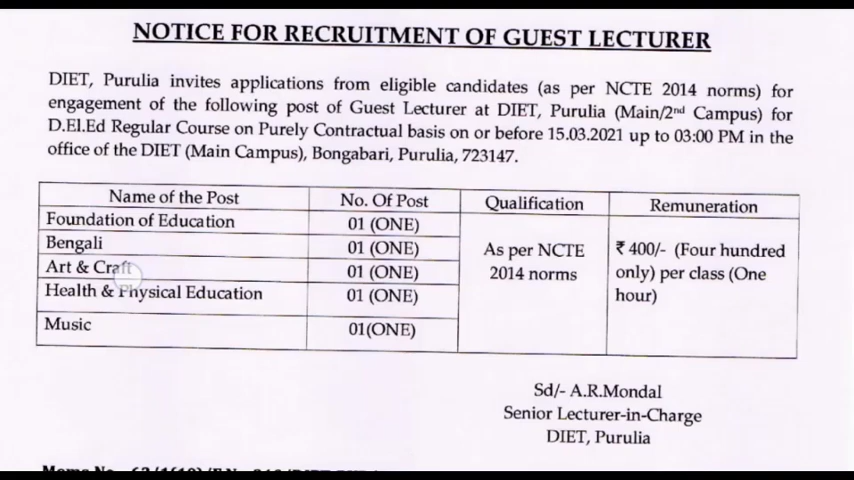 NOTICE FOR RECRUITMENT OF GUEST LECTURER
DIET, Purulia invites applications from eligible candidates (as per NCTE 2014 norms) for
engagement of the following post of Guest Lecturer at DIET, Purulia (Main/2nd Campus) for
D.El.Ed Regular Course on Purely Contractual basis on or before 15.03.2021 up to 03:00 PM in the
office of the DIET (Main Campus), Bongabari, Purulia, 723147.
Name of the Post No. Of Post Qualification Remuneration
Foundation of Education 01 (ONE)
Bengali 01 (ONE) As per NCTE ₹ 400/- (Four hundred
Art & Craft 01 (ONE) 2014 norms only) per class (One
Health & Physical Education 01 (ONE) hour)
Music 01(ONE)
Sd/- A.R.Mondal
Senior Lecturer-in-Charge
DIET, Purulia